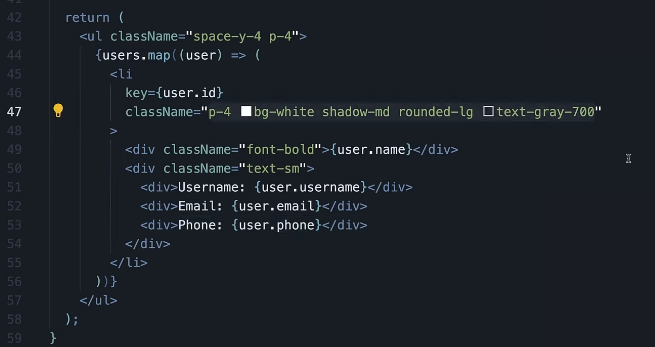 42 return (
43 <ul className="space-y-4 p-4">
44 {users.map((user) => (
45 <li
46 key={user.id}
47 className="p-4 bg-white shadow-md rounded-lg text-gray-700"
48 >
49 <div className="font-bold">{user.name}</div>
50 <div className="text-sm">
51 <div>Username: {user.username}</div>
52 <div>Email: {user.email}</div>
53 <div>Phone: {user.phone}</div>
54 </div>
55 </li>
56 ))}
57 </ul>
58 );
59 }